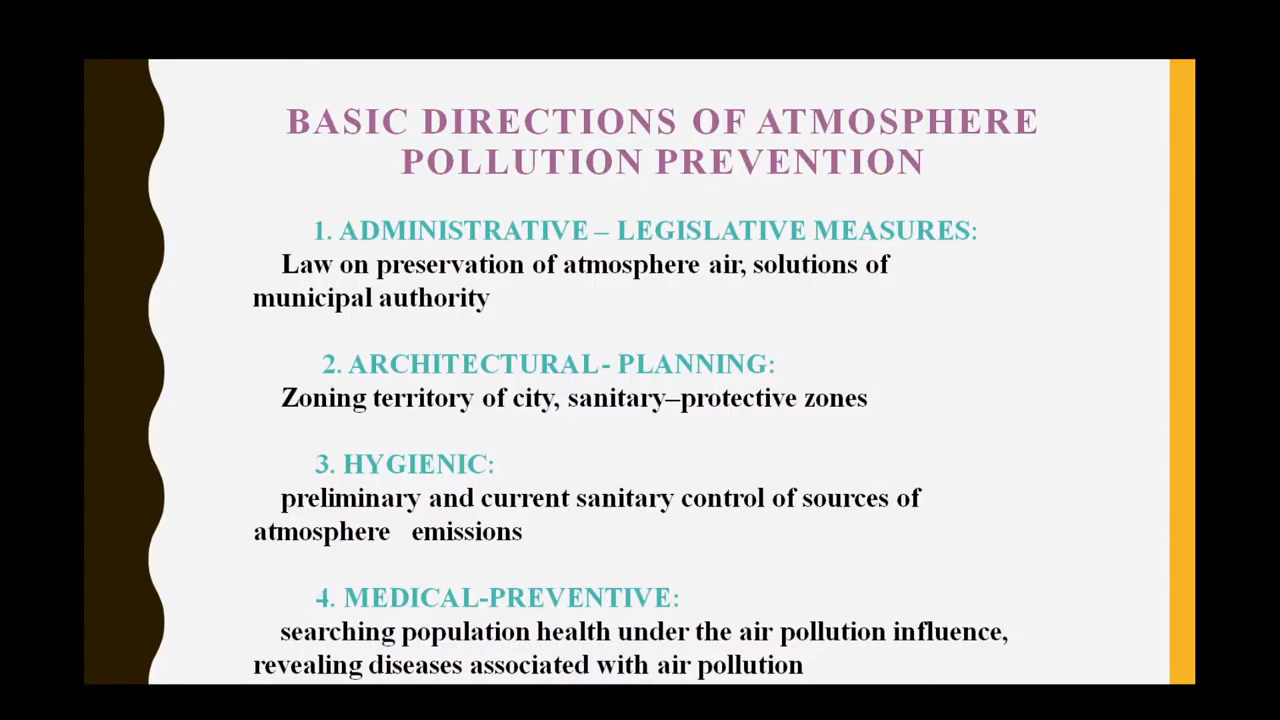 BASIC DIRECTIONS OF ATMOSPHERE
POLLUTION PREVENTION
1. ADMINISTRATIVE – LEGISLATIVE MEASURES:
Law on preservation of atmosphere air, solutions of
municipal authority
2. ARCHITECTURAL- PLANNING:
Zoning territory of city, sanitary–protective zones
3. HYGIENIC:
preliminary and current sanitary control of sources of
atmosphere emissions
4. MEDICAL-PREVENTIVE:
searching population health under the air pollution influence,
revealing diseases associated with air pollution